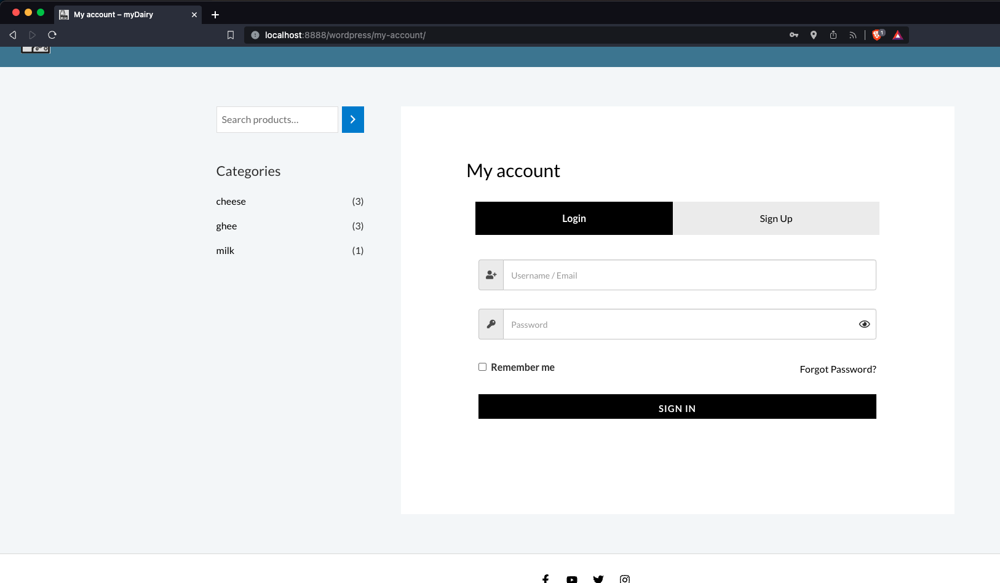 My account – myDairy
localhost:8888/wordpress/my-account/
1
Search products…
Categories
cheese (3)
ghee (3)
milk (1)
My account
Login
Sign Up
Username / Email
Password
Remember me
Forgot Password?
SIGN IN